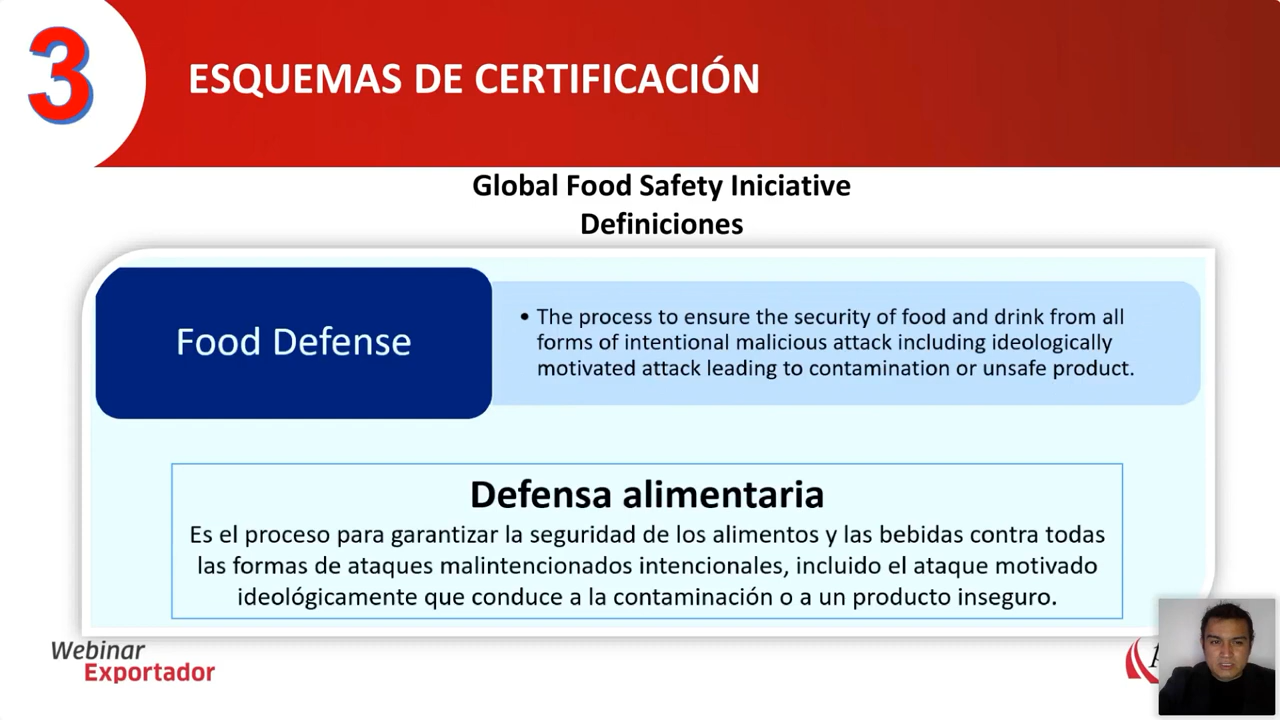 3
ESQUEMAS DE CERTIFICACIÓN
Global Food Safety Iniciative
Definiciones
Food Defense
• The process to ensure the security of food and drink from all
forms of intentional malicious attack including ideologically
motivated attack leading to contamination or unsafe product.
Defensa alimentaria
Es el proceso para garantizar la seguridad de los alimentos y las bebidas contra todas
las formas de ataques malintencionados intencionales, incluido el ataque motivado
ideológicamente que conduce a la contaminación o a un producto inseguro.
Webinar
Exportador